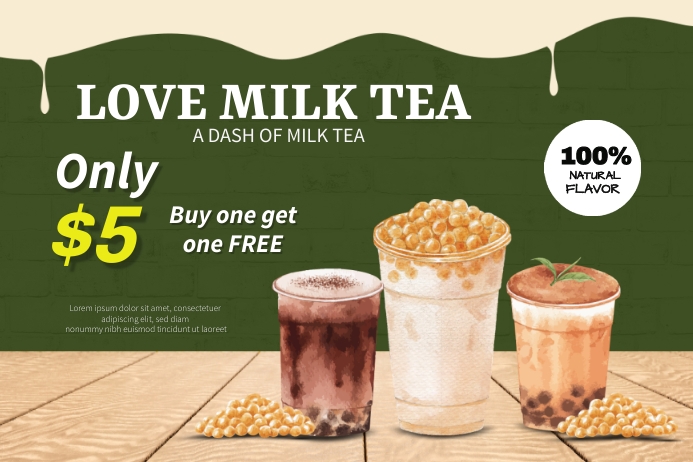 LOVE MILK TEA
A DASH OF MILK TEA
Only
$5
Buy one get
one FREE
100%
NATURAL
FLAVOR
Lorem ipsum dolor sit amet, consectetuer
adipiscing elit, sed diam
nonummy nibh euismod tincidunt ut laoreet